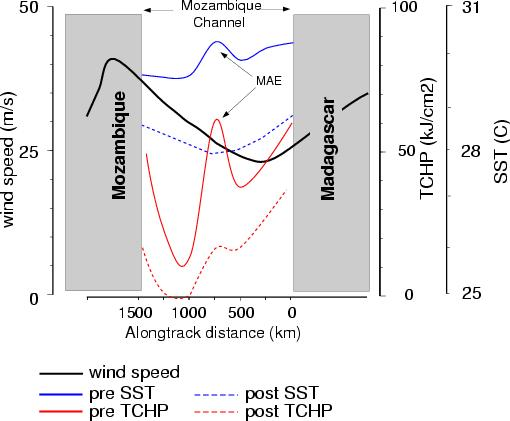 Mozambique
Channel
50
25
0
wind speed (m/s)
Mozambique
MAE
Madagascar
100
50
0
TCHP (kJ/cm2)
31
28
25
SST (C)
1500 1000 500 0
Alongtrack distance (km)
wind speed
pre SST post SST
pre TCHP post TCHP